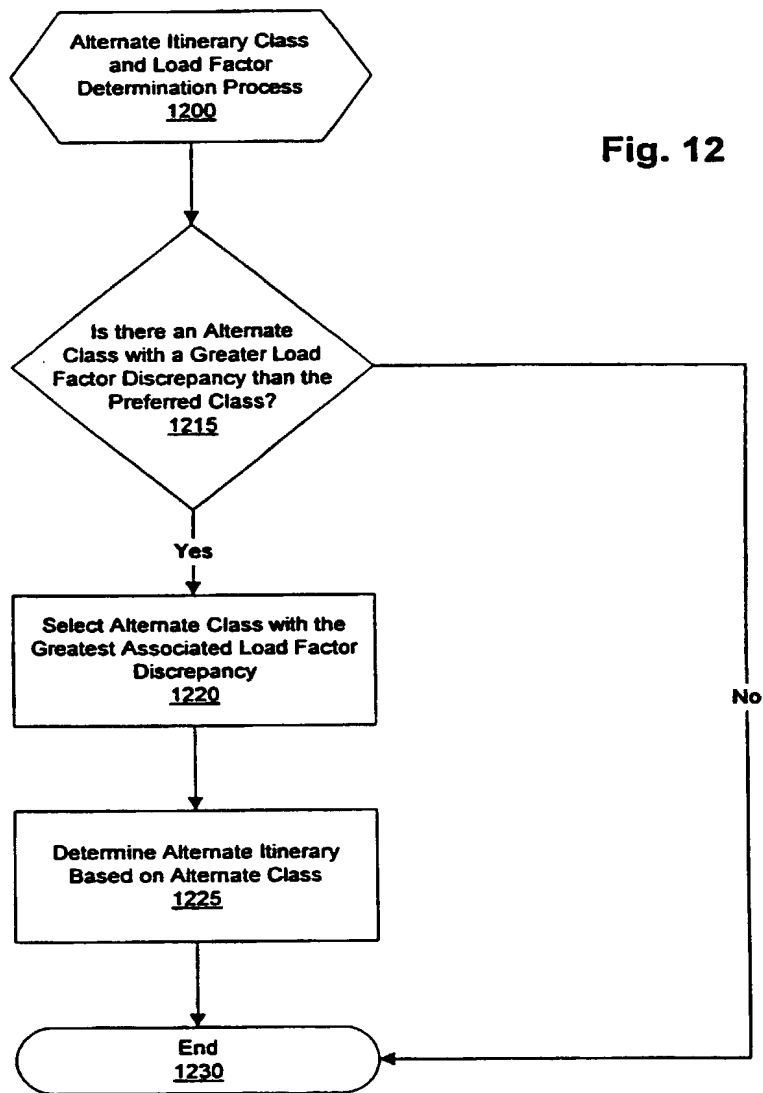 Alternate Itinerary Class
and Load Factor
Determination Process
1200
Fig. 12
Is there an Alternate
Class with a Greater Load
Factor Discrepancy than the
Preferred Class?
1215
Yes
Select Alternate Class with the
Greatest Associated Load Factor
Discrepancy
1220
No
Determine Alternate Itinerary
Based on Alternate Class
1225
End
1230